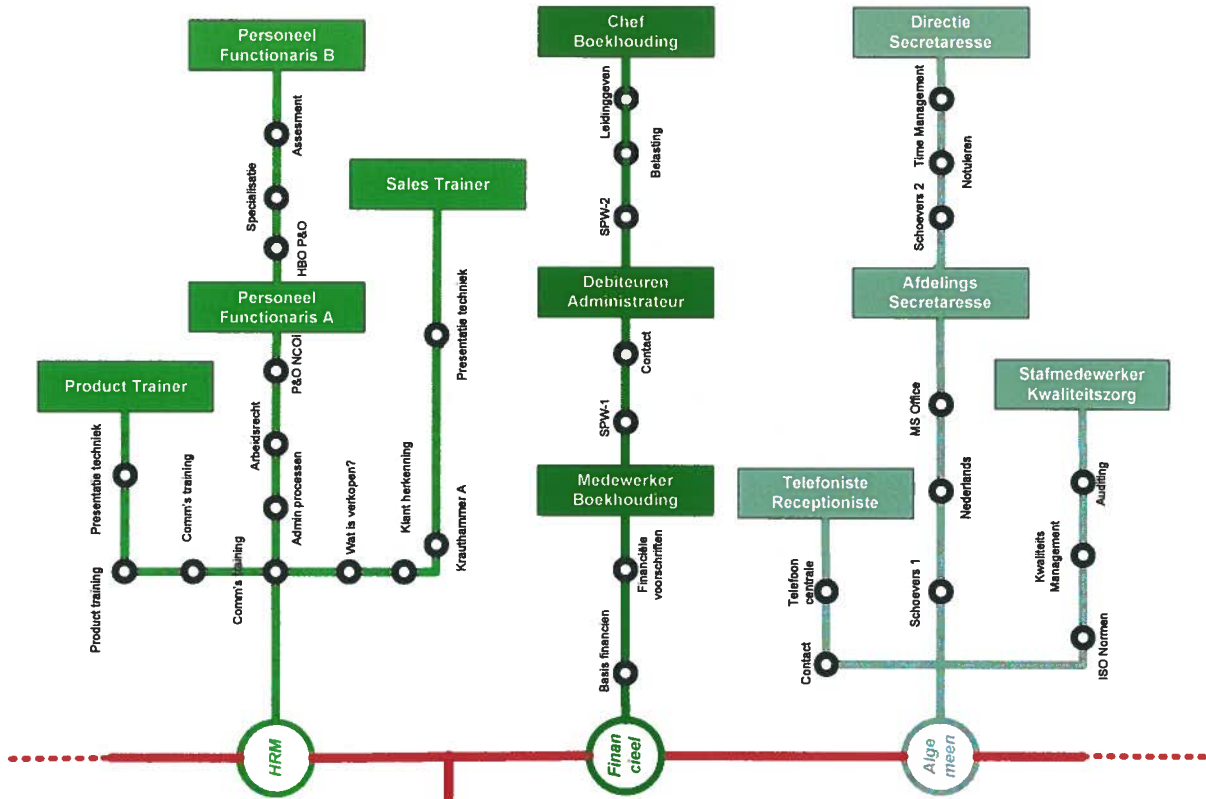 Personeel
Functionaris B
Assesment
Specialisatie
HBO P&O
Personeel
Functionaris A
P&O NCOI
Arbeidsrecht
Admin processen
Product Trainer
Presentatie techniek
Comm's training
Product training
Comm's training
Sales Trainer
Presentatie techniek
Krauthammer A
Klant herkenning
Wat is verkopen?
HRM
Chef
Boekhouding
Leidinggeven
Belasting
SPW-2
Debiteuren
Administrateur
Contact
SPW-1
Medewerker
Boekhouding
Financiële
voorschriften
Basis financien
Finan
cieel
Directie
Secretaresse
Time Management
Notuleren
Schoevers 2
Afdelings
Secretaresse
MS Office
Nederlands
Schoevers 1
Telefoniste
Receptioniste
Telefoon
centrale
Contact
Stafmedewerker
Kwaliteitszorg
Auditing
Kwaliteits
Management
ISO Normen
Alge
meen